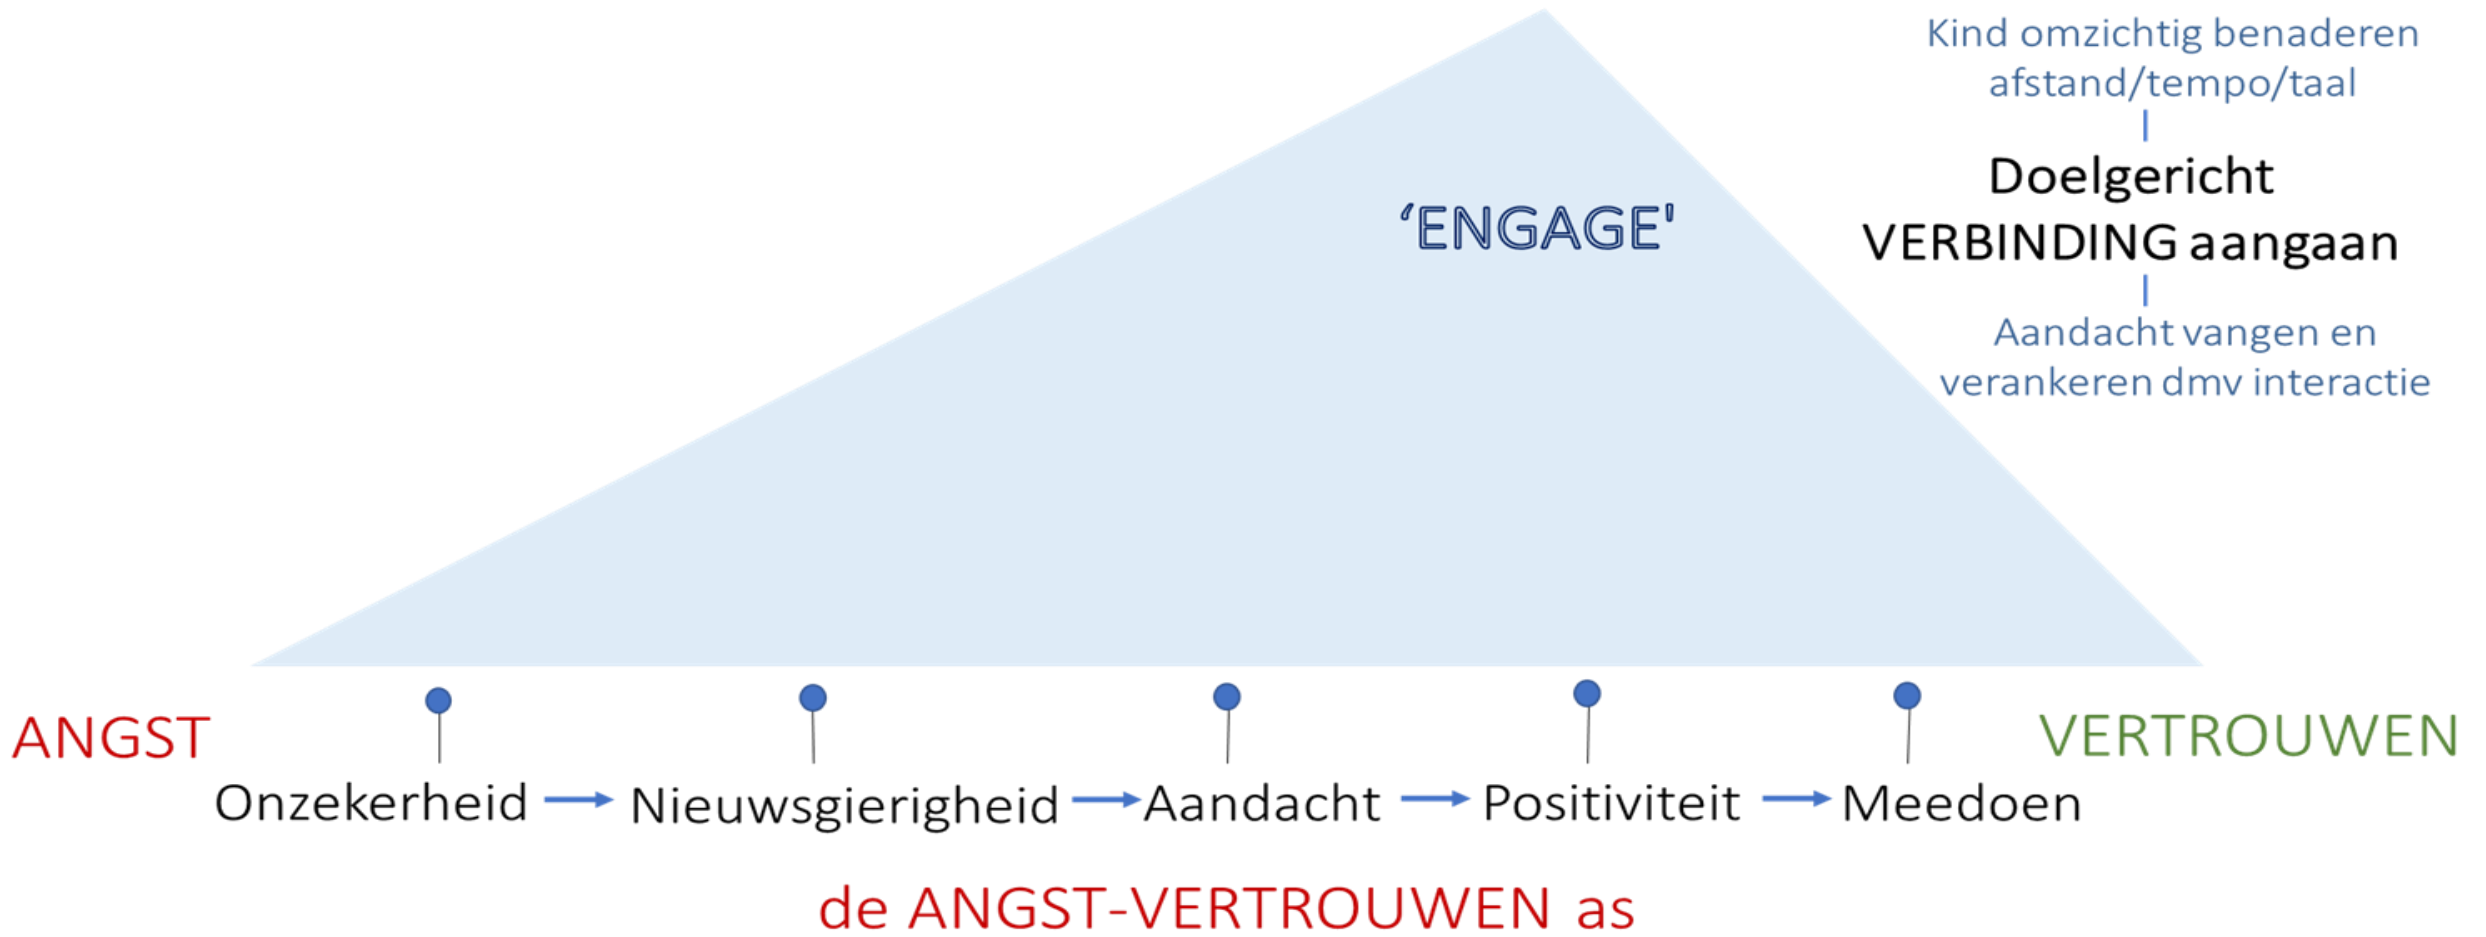 Kind omzichtig benaderen
afstand/tempo/taal
Doelgericht
VERBINDING aangaan
Aandacht vangen en
verankeren dmv interactie
‘ENGAGE'
ANGST
VERTROUWEN
Onzekerheid
Nieuwsgierigheid
Aandacht
Positiviteit
Meedoen
de ANGST-VERTROUWEN as